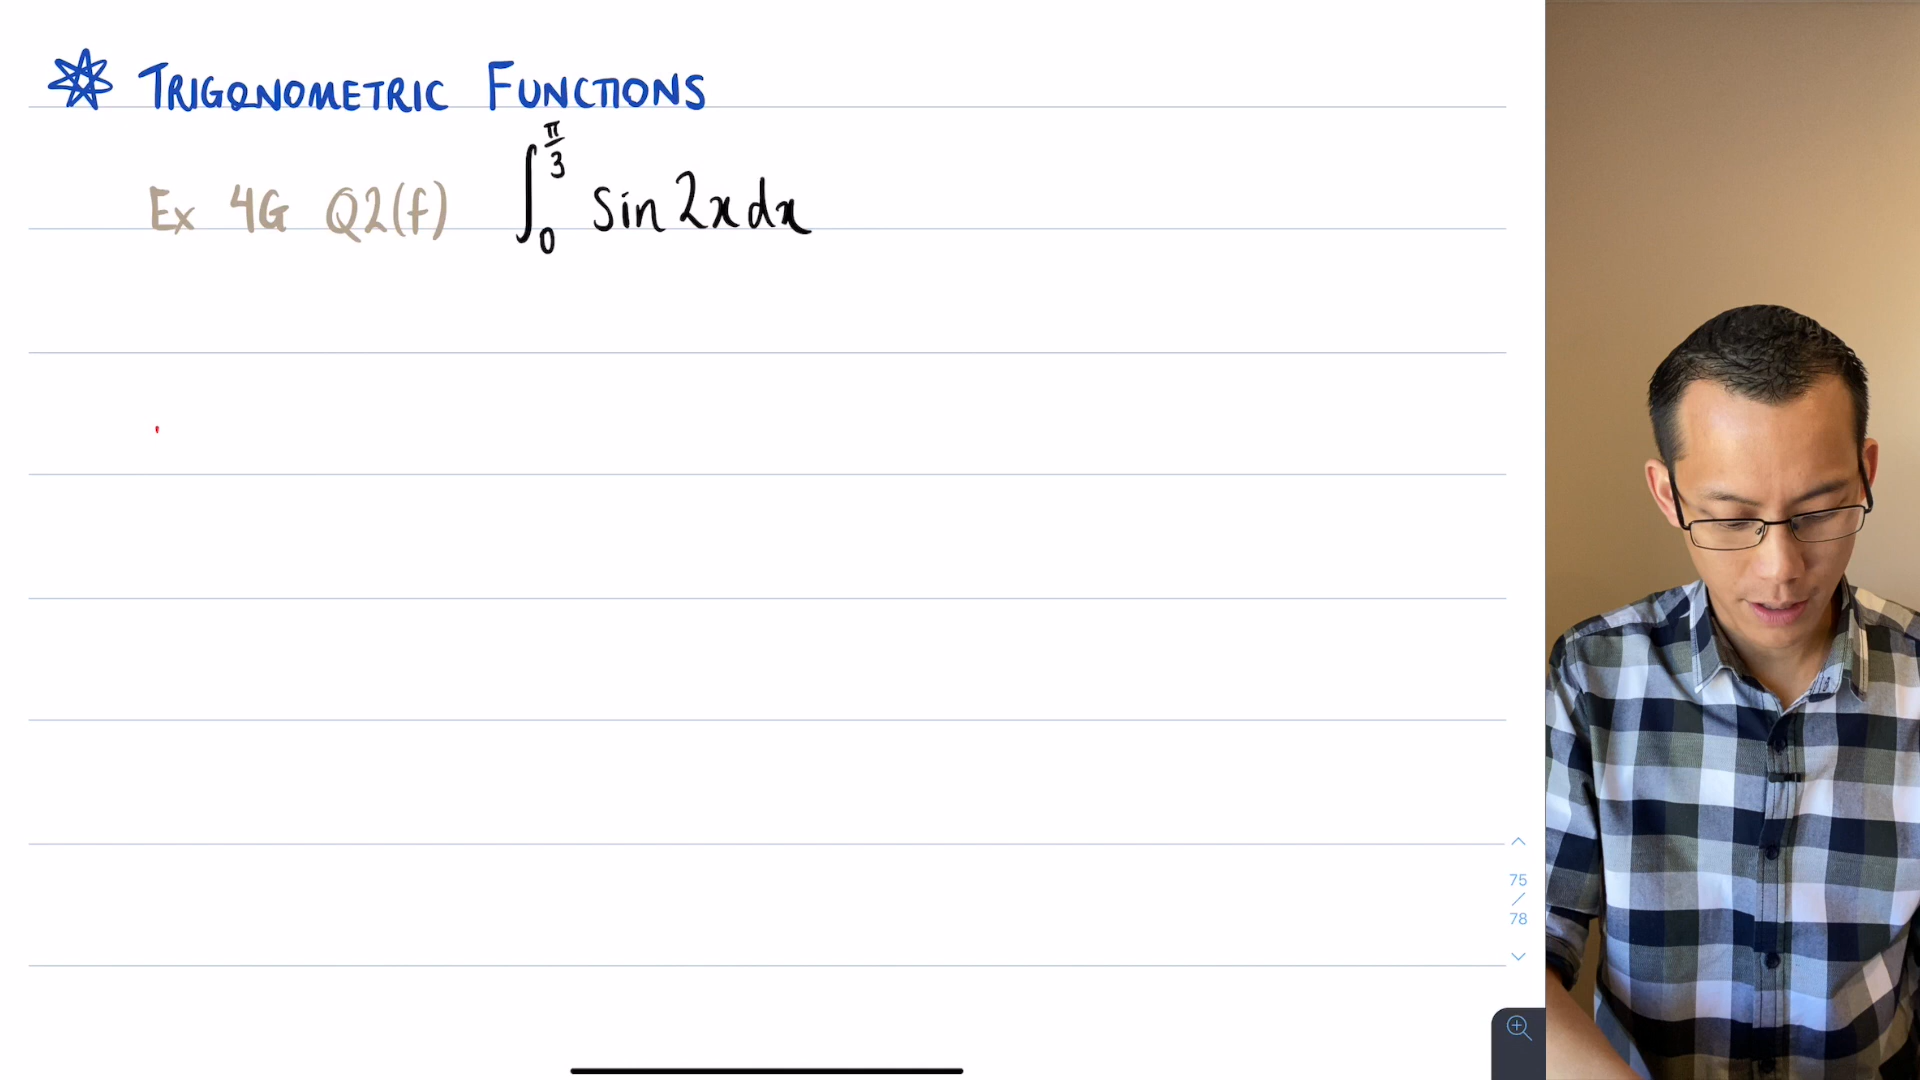 TRIGONOMETRIC FUNCTIONS
Ex 4G Q2(f) ∫₀^{π/3} sin 2x dx
75
/
78